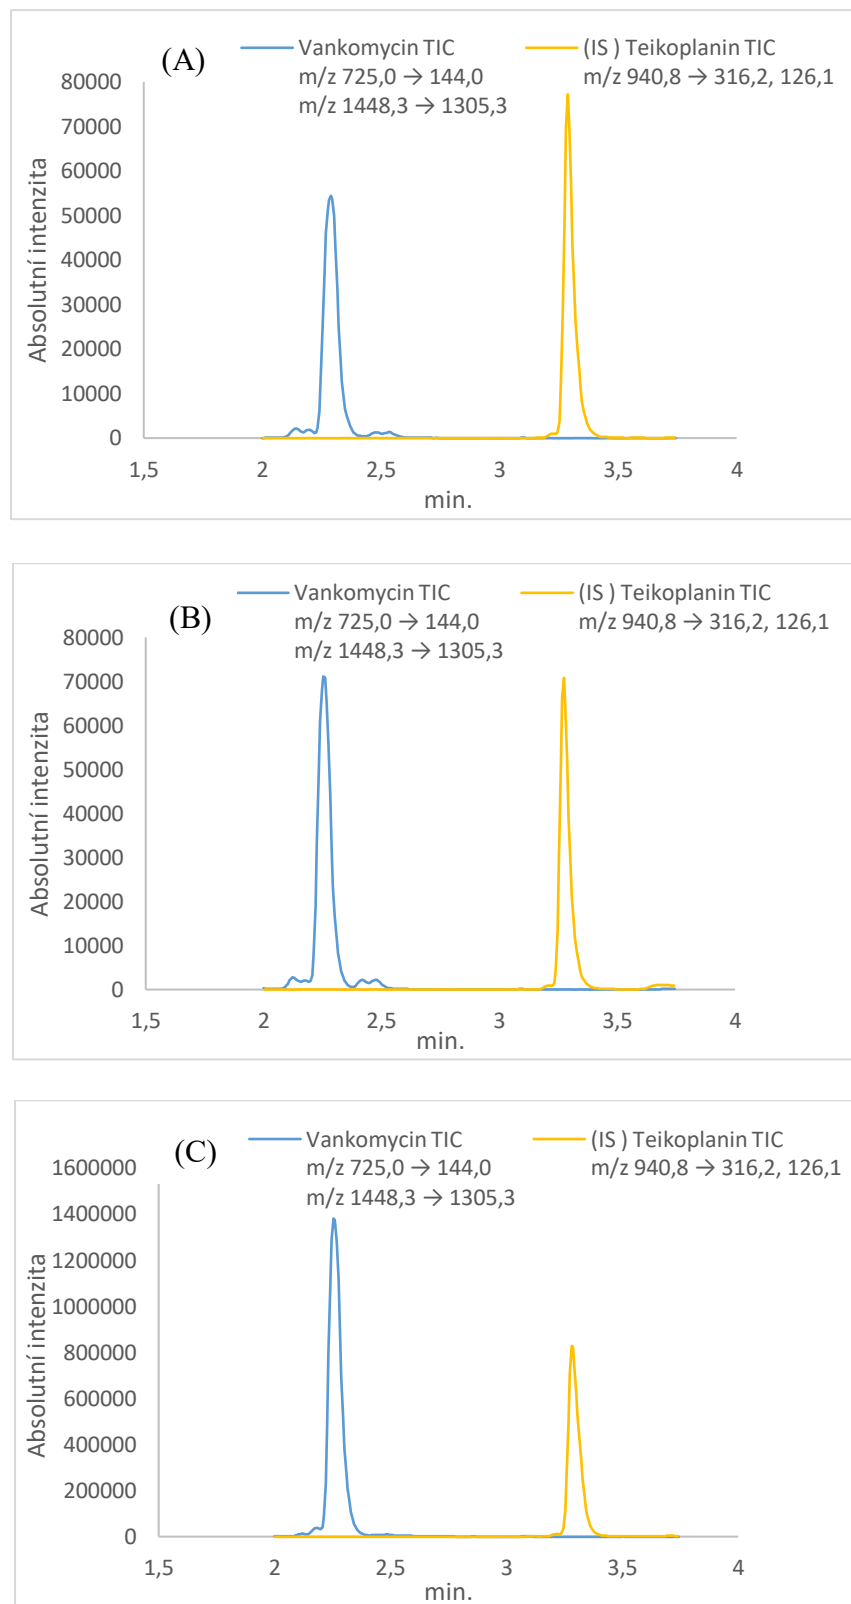 (A)
Vankomycin TIC
m/z 725,0 → 144,0
m/z 1448,3 → 1305,3
(IS ) Teikoplanin TIC
m/z 940,8 → 316,2, 126,1
Absolutní intenzita
80000
70000
60000
50000
40000
30000
20000
10000
0
1,5 2 2,5 3 3,5 4
min.
(B)
Vankomycin TIC
m/z 725,0 → 144,0
m/z 1448,3 → 1305,3
(IS ) Teikoplanin TIC
m/z 940,8 → 316,2, 126,1
Absolutní intenzita
80000
70000
60000
50000
40000
30000
20000
10000
0
1,5 2 2,5 3 3,5 4
min.
(C)
Vankomycin TIC
m/z 725,0 → 144,0
m/z 1448,3 → 1305,3
(IS ) Teikoplanin TIC
m/z 940,8 → 316,2, 126,1
Absolutní intenzita
1600000
1400000
1200000
1000000
800000
600000
400000
200000
0
1,5 2 2,5 3 3,5 4
min.